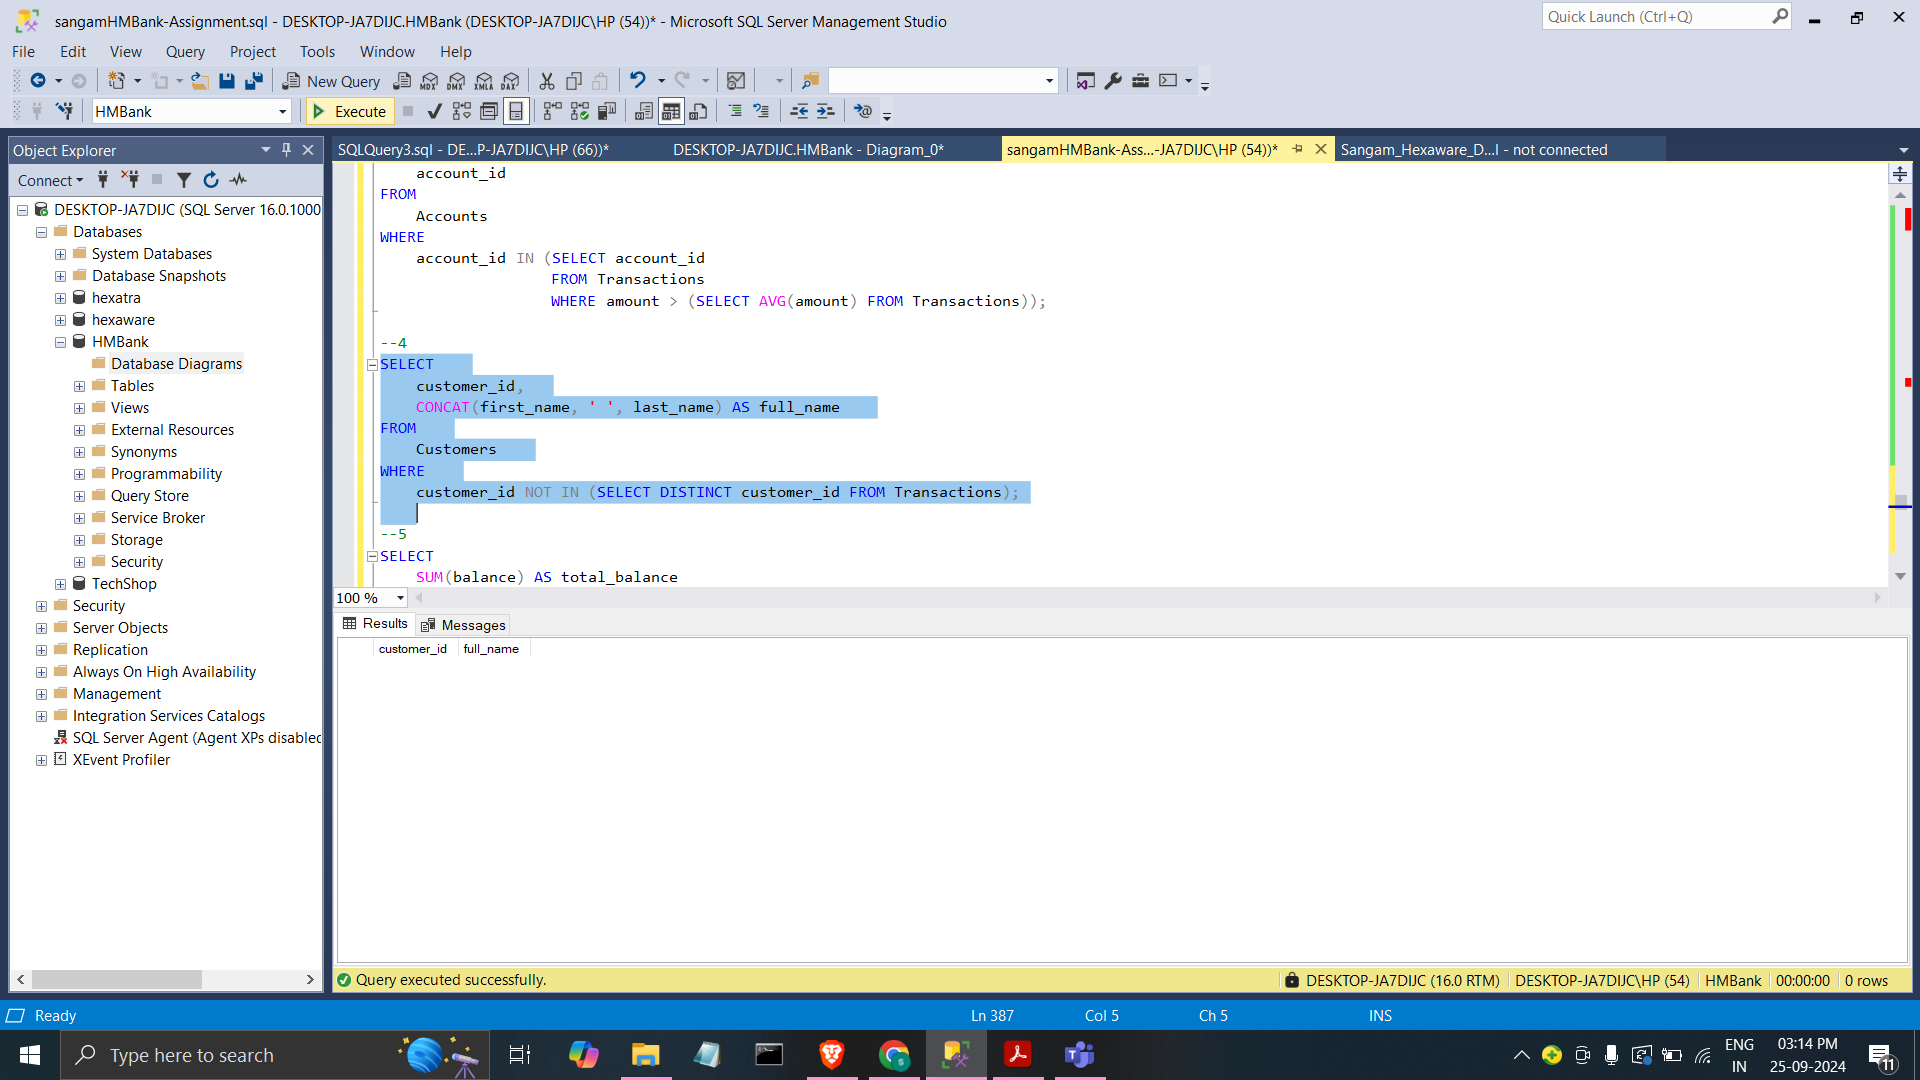 sangamHMBank-Assignment.sql - DESKTOP-JA7DIJC.HMBank (DESKTOP-JA7DIJC\HP (54))* - Microsoft SQL Server Management Studio
Quick Launch (Ctrl+Q)
File Edit View Query Project Tools Window Help
New Query MDX DMX XMLA DAX
HMBank Execute
Object Explorer
Connect
DESKTOP-JA7DIJC (SQL Server 16.0.1000
Databases
System Databases
Database Snapshots
hexatra
hexaware
HMBank
Database Diagrams
Tables
Views
External Resources
Synonyms
Programmability
Query Store
Service Broker
Storage
Security
TechShop
Security
Server Objects
Replication
Always On High Availability
Management
Integration Services Catalogs
SQL Server Agent (Agent XPs disabled
XEvent Profiler
SQLQuery3.sql - DE...P-JA7DIJC\HP (66))* DESKTOP-JA7DIJC.HMBank - Diagram_0* sangamHMBank-Ass...-JA7DIJC\HP (54))* Sangam_Hexaware_D...l - not connected
account_id
FROM
Accounts
WHERE
account_id IN (SELECT account_id
FROM Transactions
WHERE amount > (SELECT AVG(amount) FROM Transactions));
--4
SELECT
customer_id,
CONCAT(first_name, ' ', last_name) AS full_name
FROM
Customers
WHERE
customer_id NOT IN (SELECT DISTINCT customer_id FROM Transactions);
--5
SELECT
SUM(balance) AS total_balance
100 %
Results Messages
customer_id full_name
Query executed successfully. DESKTOP-JA7DIJC (16.0 RTM) DESKTOP-JA7DIJC\HP (54) HMBank 00:00:00 0 rows
Ready Ln 387 Col 5 Ch 5 INS
Type here to search
ENG
IN
03:14 PM
25-09-2024
11